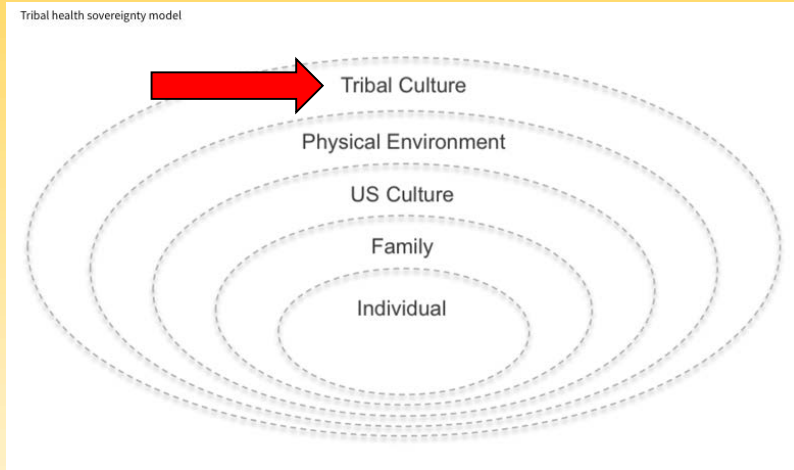 Tribal health sovereignty model
Tribal Culture
Physical Environment
US Culture
Family
Individual